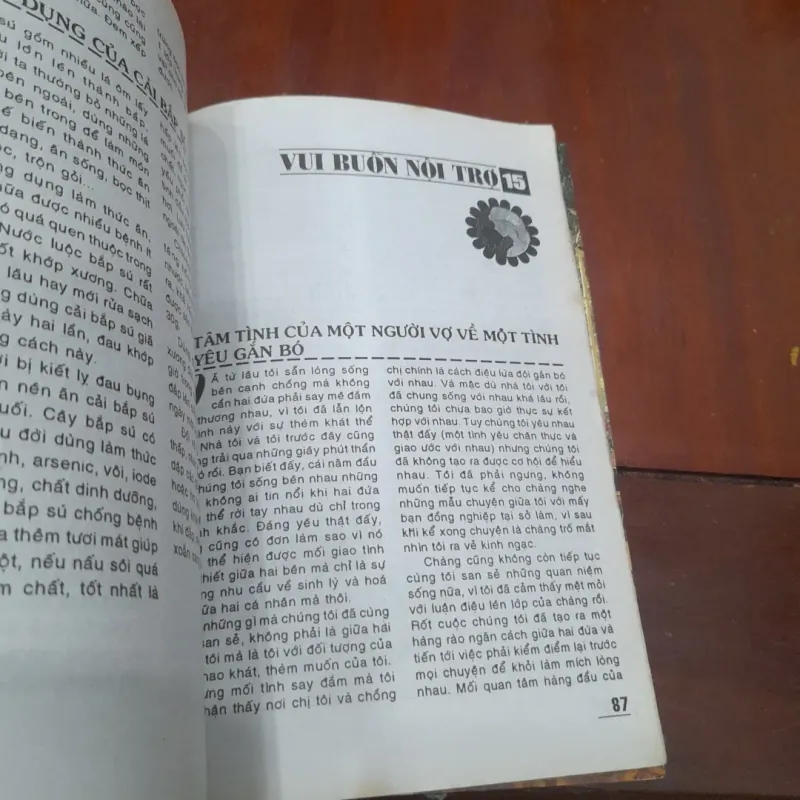 DỤNG CỦA CẢI BẮP
sú gồm nhiều lá ôm lấy
lớn lên thành bắp,
ta thường bỏ những lá
bên ngoài, dùng những
bên trong để làm món
biến thành thức ăn
dạng, ăn sống, bọc thịt
trộn gỏi...
dụng làm thức ăn,
chữa được nhiều bệnh ít
quá quen thuộc trong
Nước luộc bắp sú rất
khớp xương. Chữa
lâu hay mới rửa sạch
dùng cải bắp sú giã
hai lần, đau khớp
cách này.
bị kiết lỵ đau bụng
nên ăn cải bắp sú
Cây bắp sú có
đời dùng làm thức
arsenic, vôi, iode
chất dinh dưỡng,
bắp sú chống bệnh
thêm tươi mát giúp
nếu nấu sôi quá
chất, tốt nhất là
VUI BUỒN NỘI TRỢ 15
TÂM TÌNH CỦA MỘT NGƯỜI VỢ VỀ MỘT TÌNH
YÊU GẮN BÓ
Ã từ lâu tôi sẵn lòng sống
bên cạnh chồng mà không
cần hai đứa phải say mê đắm
thương nhau, vì tôi đã lẫn lộn
tình này với sự thèm khát thể
Nhà tôi và tôi trước đây cũng
trải qua những giây phút thần
rồi. Bạn biết đấy, cái năm đầu
chúng tôi sống bên nhau những
không ai tin nổi khi hai đứa
thể rời tay nhau dù chỉ trong
khắc. Đáng yêu thật đấy,
cũng có đơn làm sao vì nó
thể hiện được mối giao tình
thiết giữa hai bên mà chỉ là sự
nhu cầu về sinh lý và hoá
giữa hai cá nhân mà thôi.
những gì mà chúng tôi đã cùng
san sẻ, không phải là giữa hai
tôi mà là tôi với đối tượng của
khao khát, thèm muốn của tôi.
mối tình say đắm mà tôi
nhận thấy nơi chị tôi và chồng
chị chính là cách điệu lứa đôi gắn bó
với nhau. Và mặc dù nhà tôi với tôi
đã chung sống với nhau khá lâu rồi,
chúng tôi chưa bao giờ thực sự kết
hợp với nhau. Tuy chúng tôi yêu nhau
thật đấy (một tình yêu chân thực và
giao ước với nhau) nhưng chúng tôi
đã không tạo ra được cơ hội để hiểu
nhau. Tôi đã phải ngưng, không
muốn tiếp tục kể cho chàng nghe
những mẩu chuyện giữa tôi với mấy
bạn đồng nghiệp tại sở làm, vì sau
khi kể xong chuyện là chàng trố mắt
nhìn tôi ra vẻ kinh ngạc.
Chàng cũng không còn tiếp tục
cùng tôi san sẻ những quan niệm
sống nữa, vì tôi đã cảm thấy mệt mỏi
với luận điệu lên lớp của chàng rồi.
Rốt cuộc chúng tôi đã tạo ra một
hàng rào ngăn cách giữa hai đứa và
tiến tới việc phải kiểm điểm lại trước
mọi chuyện để khỏi làm mích lòng
nhau. Mối quan tâm hàng đầu của
87